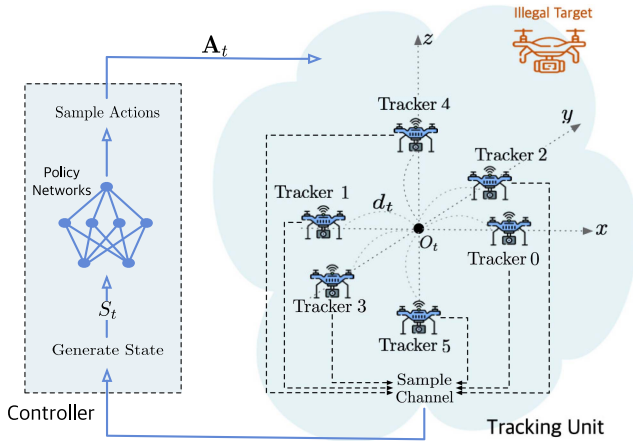 Illegal Target
A_t
z
Sample Actions
Tracker 4
y
Policy
Networks
Tracker 2
Tracker 1
d_t
x
O_t
Tracker 0
Tracker 3
S_t
Tracker 5
Generate State
Sample
Channel
Controller
Tracking Unit